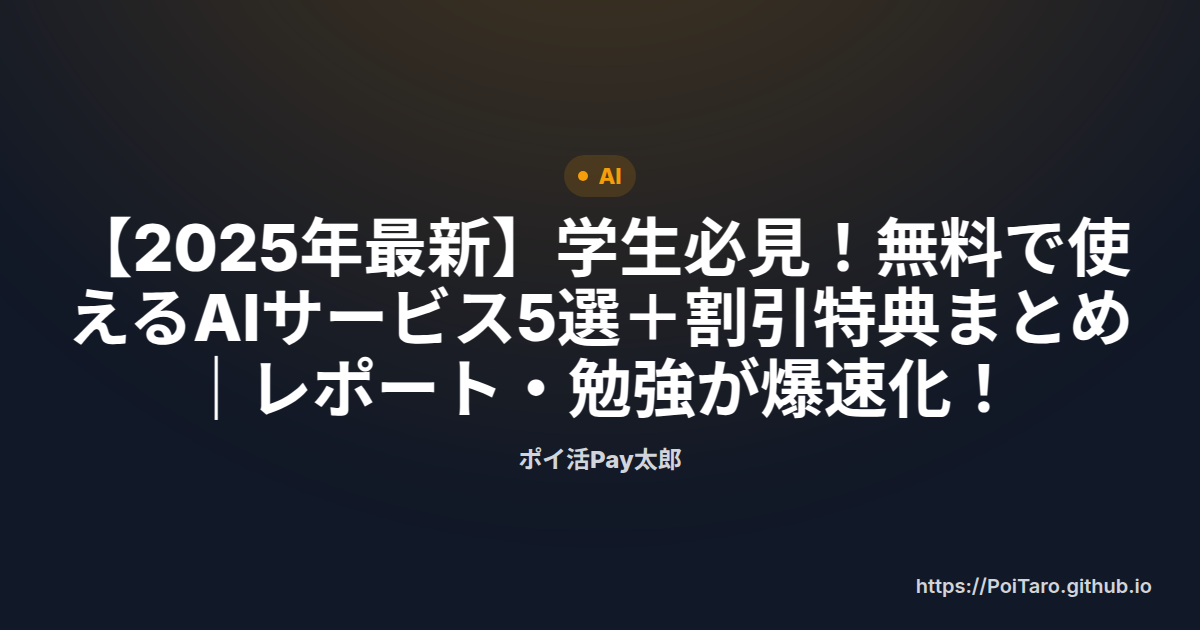 AI
【2025年最新】学生必見！無料で使
えるAIサービス5選＋割引特典まとめ
｜レポート・勉強が爆速化！
ポイ活Pay太郎
https://PoiTaro.github.io